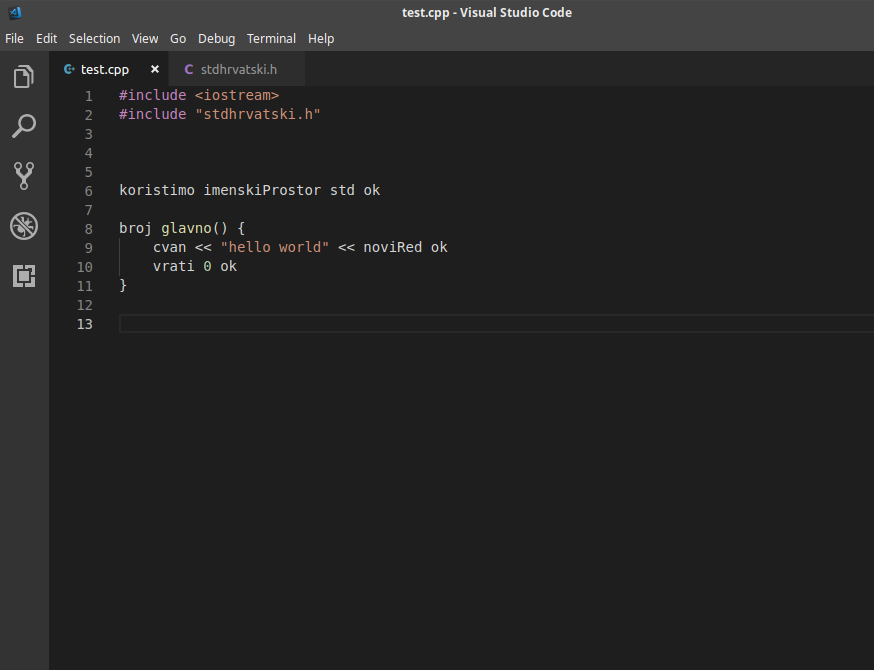 test.cpp - Visual Studio Code
File Edit Selection View Go Debug Terminal Help
test.cpp × stdhrvatski.h
1 #include <iostream>
2 #include "stdhrvatski.h"
3
4
5
6 koristimo imenskiProstor std ok
7
8 broj glavno() {
9     cvan << "hello world" << noviRed ok
10     vrati 0 ok
11 }
12
13